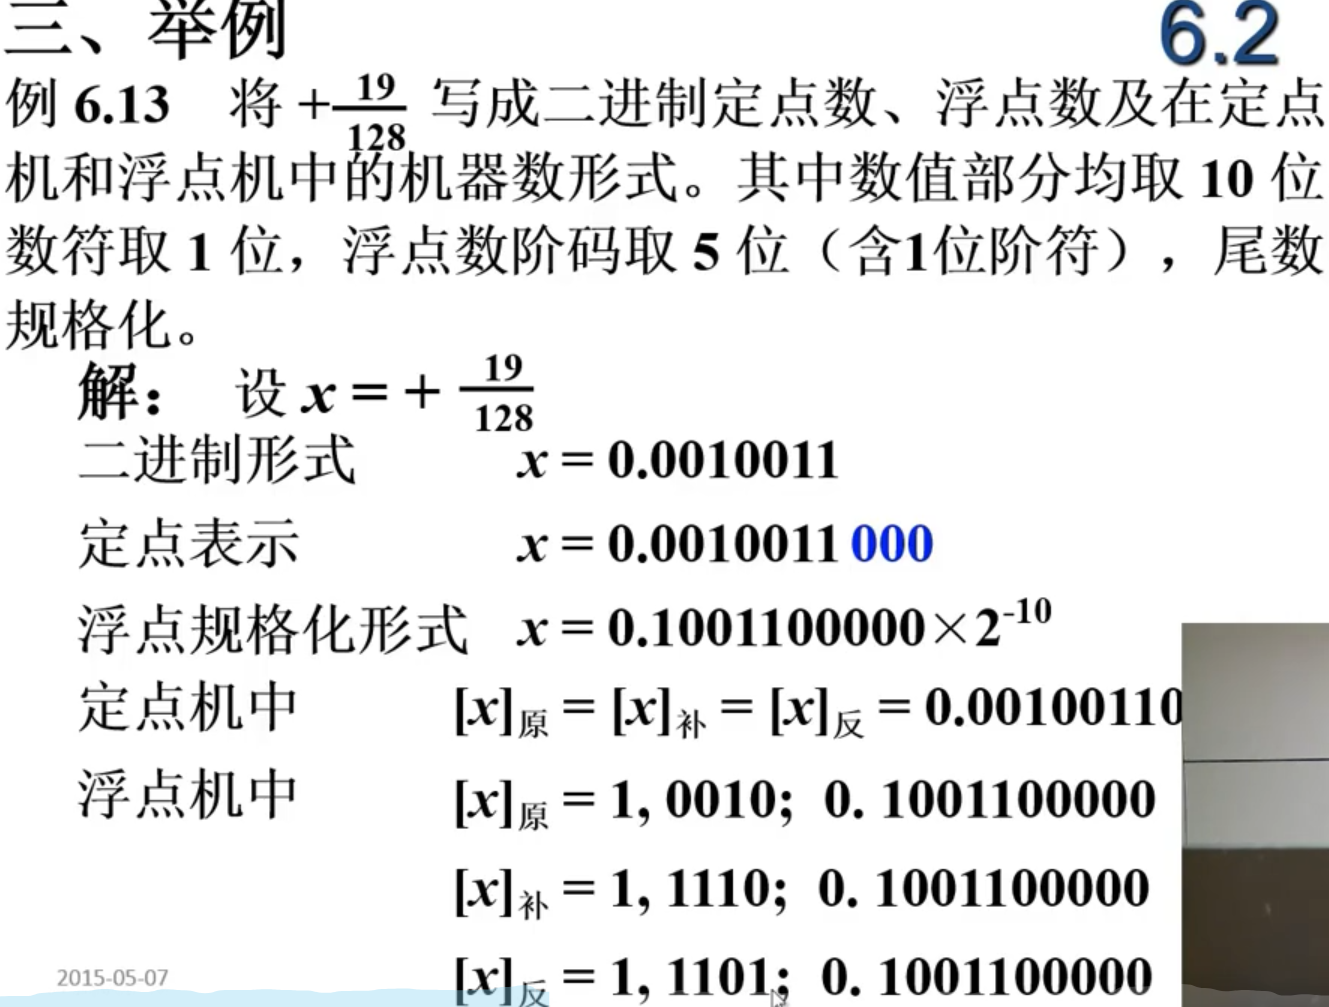 三、举例
6.2
例 6.13 将 +19/128 写成二进制定点数、浮点数及在定点
机和浮点机中的机器数形式。其中数值部分均取 10 位
数符取 1 位，浮点数阶码取 5 位（含1位阶符），尾数
规格化。
解： 设 x = + 19/128
二进制形式 x = 0.0010011
定点表示 x = 0.0010011 000
浮点规格化形式 x = 0.1001100000×2^-10
定点机中 [x]原 = [x]补 = [x]反 = 0.00100110
浮点机中 [x]原 = 1, 0010; 0. 1001100000
[x]补 = 1, 1110; 0. 1001100000
[x]反 = 1, 1101; 0. 1001100000
2015-05-07